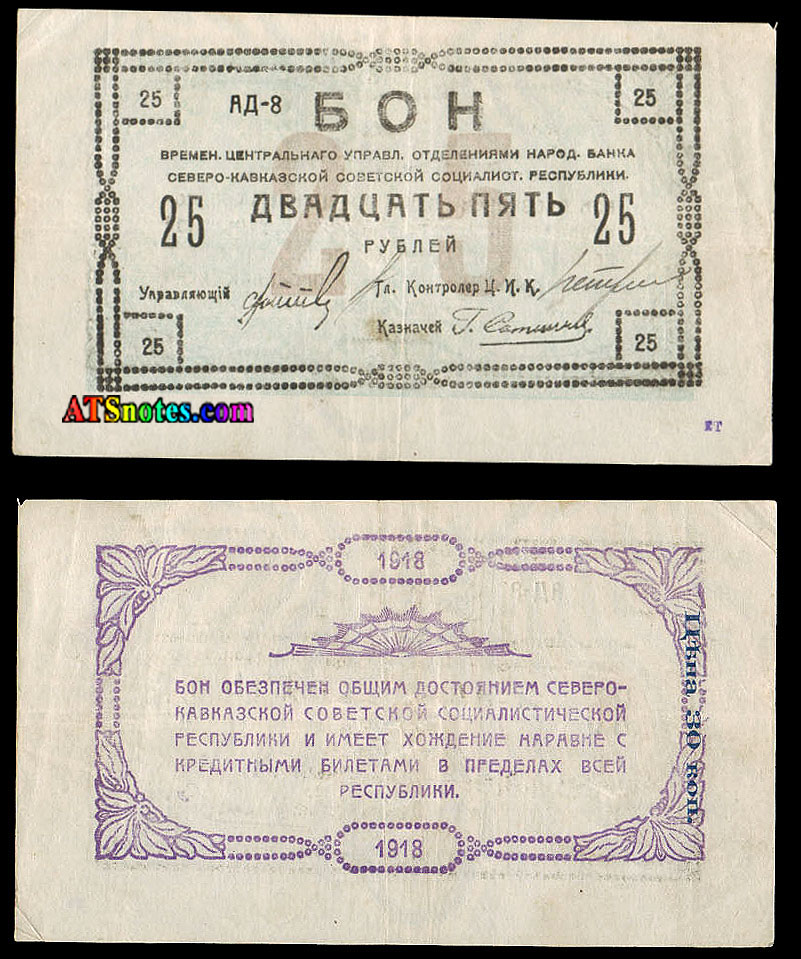 25 АД-8 БОН 25
ВРЕМЕН. ЦЕНТРАЛЬНАГО УПРАВЛ. ОТДЕЛЕНИЯМИ НАРОД. БАНКА
СЕВЕРО-КАВКАЗСКОЙ СОВЕТСКОЙ СОЦИАЛИСТ. РЕСПУБЛИКИ.
25 ДВАДЦАТЬ ПЯТЬ 25
РУБЛЕЙ
Управляющій Гл. Контролер Ц. И. К.
Казначей
25 25
ATSnotes.com
1918
БОН ОБЕЗПЕЧЕН ОБЩИМ ДОСТОЯНИЕМ СЕВЕРО-
КАВКАЗСКОЙ СОВЕТСКОЙ СОЦИАЛИСТИЧЕСКОЙ
РЕСПУБЛИКИ И ИМЕЕТ ХОЖДЕНИЕ НАРАВНЕ С
КРЕДИТНЫМИ БИЛЕТАМИ В ПРЕДЕЛАХ ВСЕЙ
РЕСПУБЛИКИ.
1918
Цѣна 30 коп.